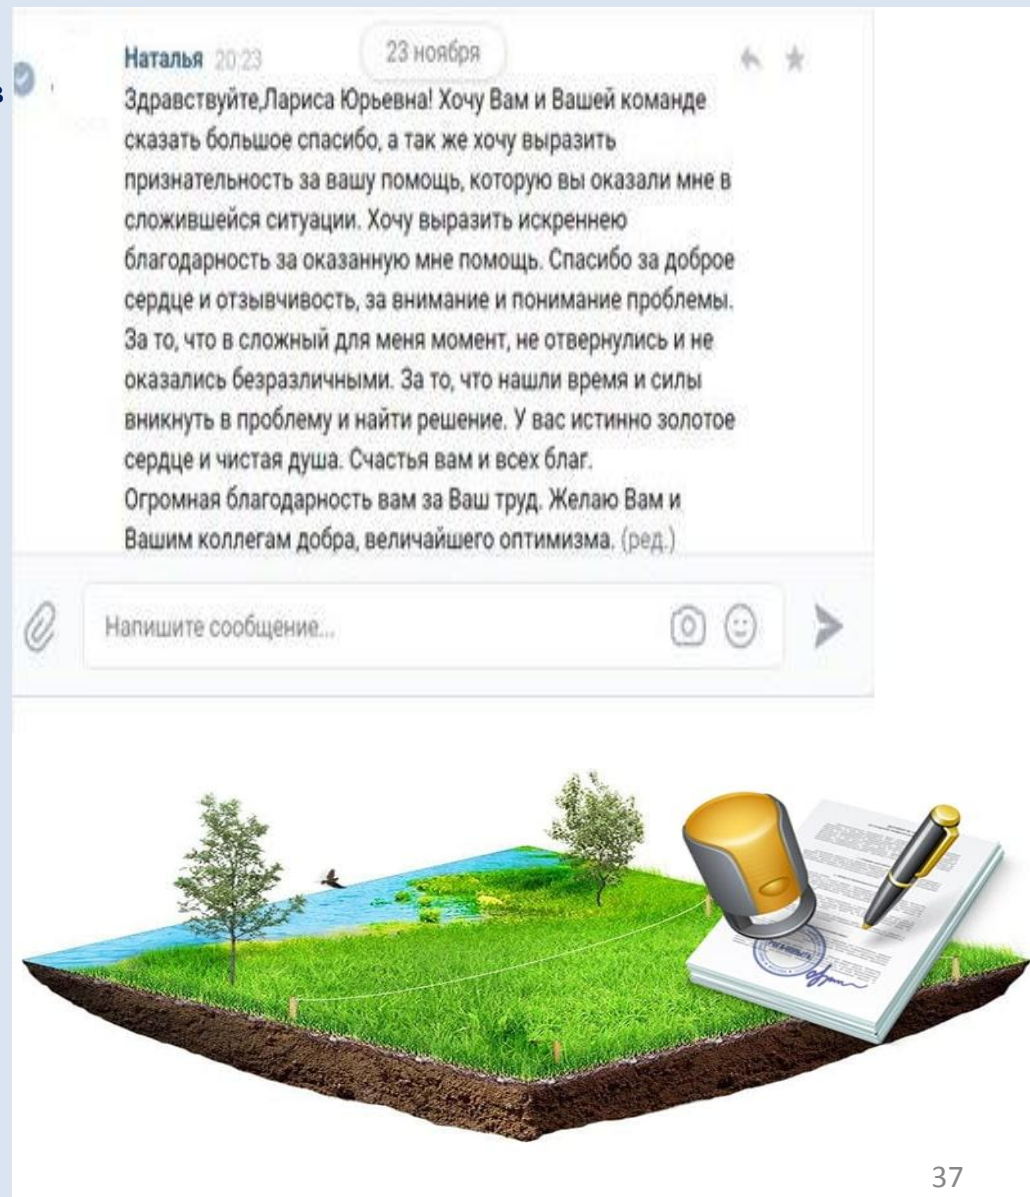 23 ноября
Наталья 20:23
в
Здравствуйте,Лариса Юрьевна! Хочу Вам и Вашей команде
сказать большое спасибо, а так же хочу выразить
признательность за вашу помощь, которую вы оказали мне в
сложившейся ситуации. Хочу выразить искреннею
благодарность за оказанную мне помощь. Спасибо за доброе
сердце и отзывчивость, за внимание и понимание проблемы.
За то, что в сложный для меня момент, не отвернулись и не
оказались безразличными. За то, что нашли время и силы
вникнуть в проблему и найти решение. У вас истинно золотое
сердце и чистая душа. Счастья вам и всех благ.
Огромная благодарность вам за Ваш труд. Желаю Вам и
Вашим коллегам добра, величайшего оптимизма. (ред.)
Напишите сообщение...
37